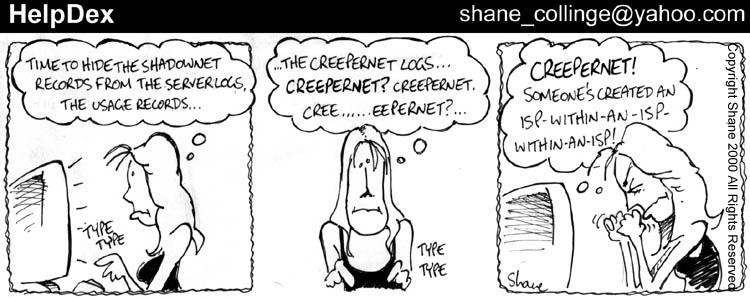 HelpDex
shane_collinge@yahoo.com
TIME TO HIDE THE SHADOWNET
RECORDS FROM THE SERVER LOGS,
THE USAGE RECORDS...
TYPE
TYPE
...THE CREEPERNET LOGS...
CREEPERNET? CREEPERNET.
CREE......EEPERNET?...
TYPE
TYPE
CREEPERNET!
SOMEONE'S CREATED AN
ISP-WITHIN-AN-ISP-
WITHIN-AN-ISP!
Shane
Copyright Shane 2000 All Rights Reserved